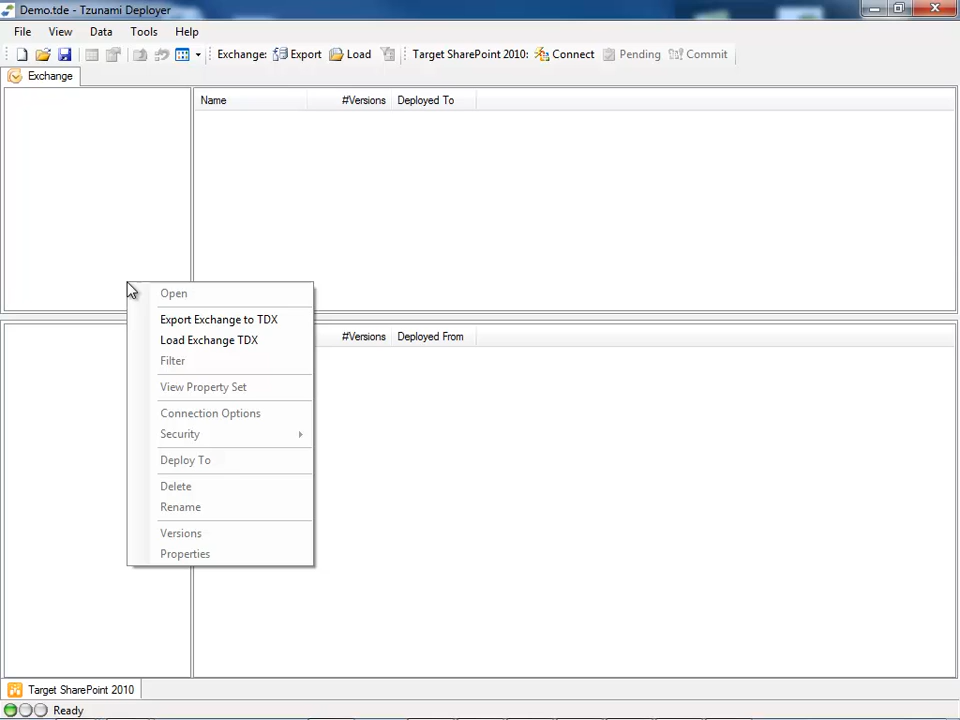 Demo.tde - Tzunami Deployer
File View Data Tools Help
Exchange: Export Load Target SharePoint 2010: Connect Pending Commit
Exchange
Name #Versions Deployed To
Open
Export Exchange to TDX
Load Exchange TDX
Filter
View Property Set
Connection Options
Security
Deploy To
Delete
Rename
Versions
Properties
#Versions Deployed From
Target SharePoint 2010
Ready